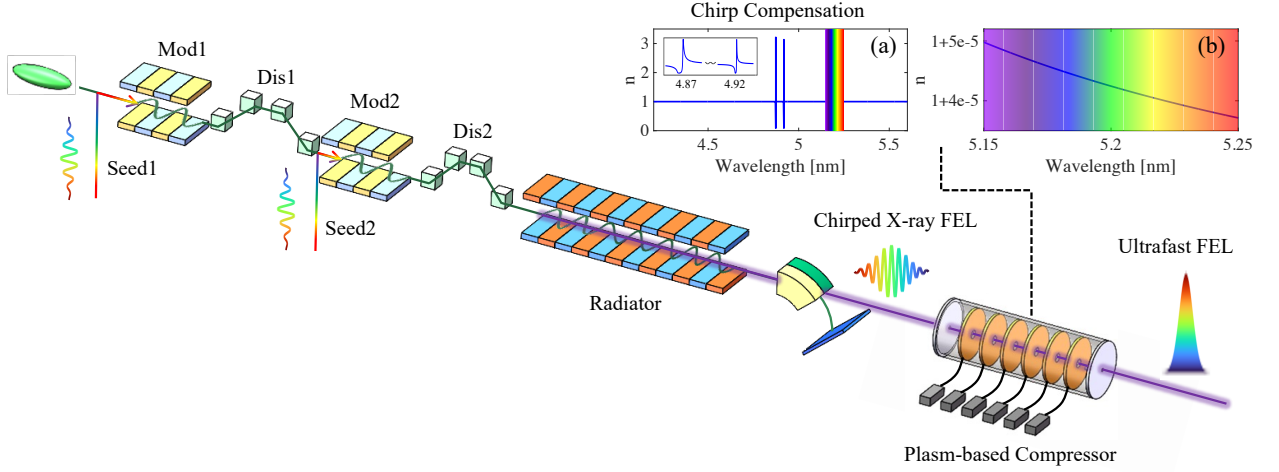 Chirp Compensation
Mod1
Dis1
Mod2
Dis2
Seed1
Seed2
Radiator
n
3
2
1
0
(a)
4.87
4.92
4.5
5
5.5
Wavelength [nm]
n
1+5e-5
1+4e-5
(b)
5.15
5.2
5.25
Wavelength [nm]
Chirped X-ray FEL
Ultrafast FEL
Plasm-based Compressor